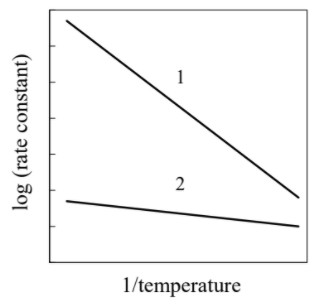 log (rate constant)
1
2
1/temperature